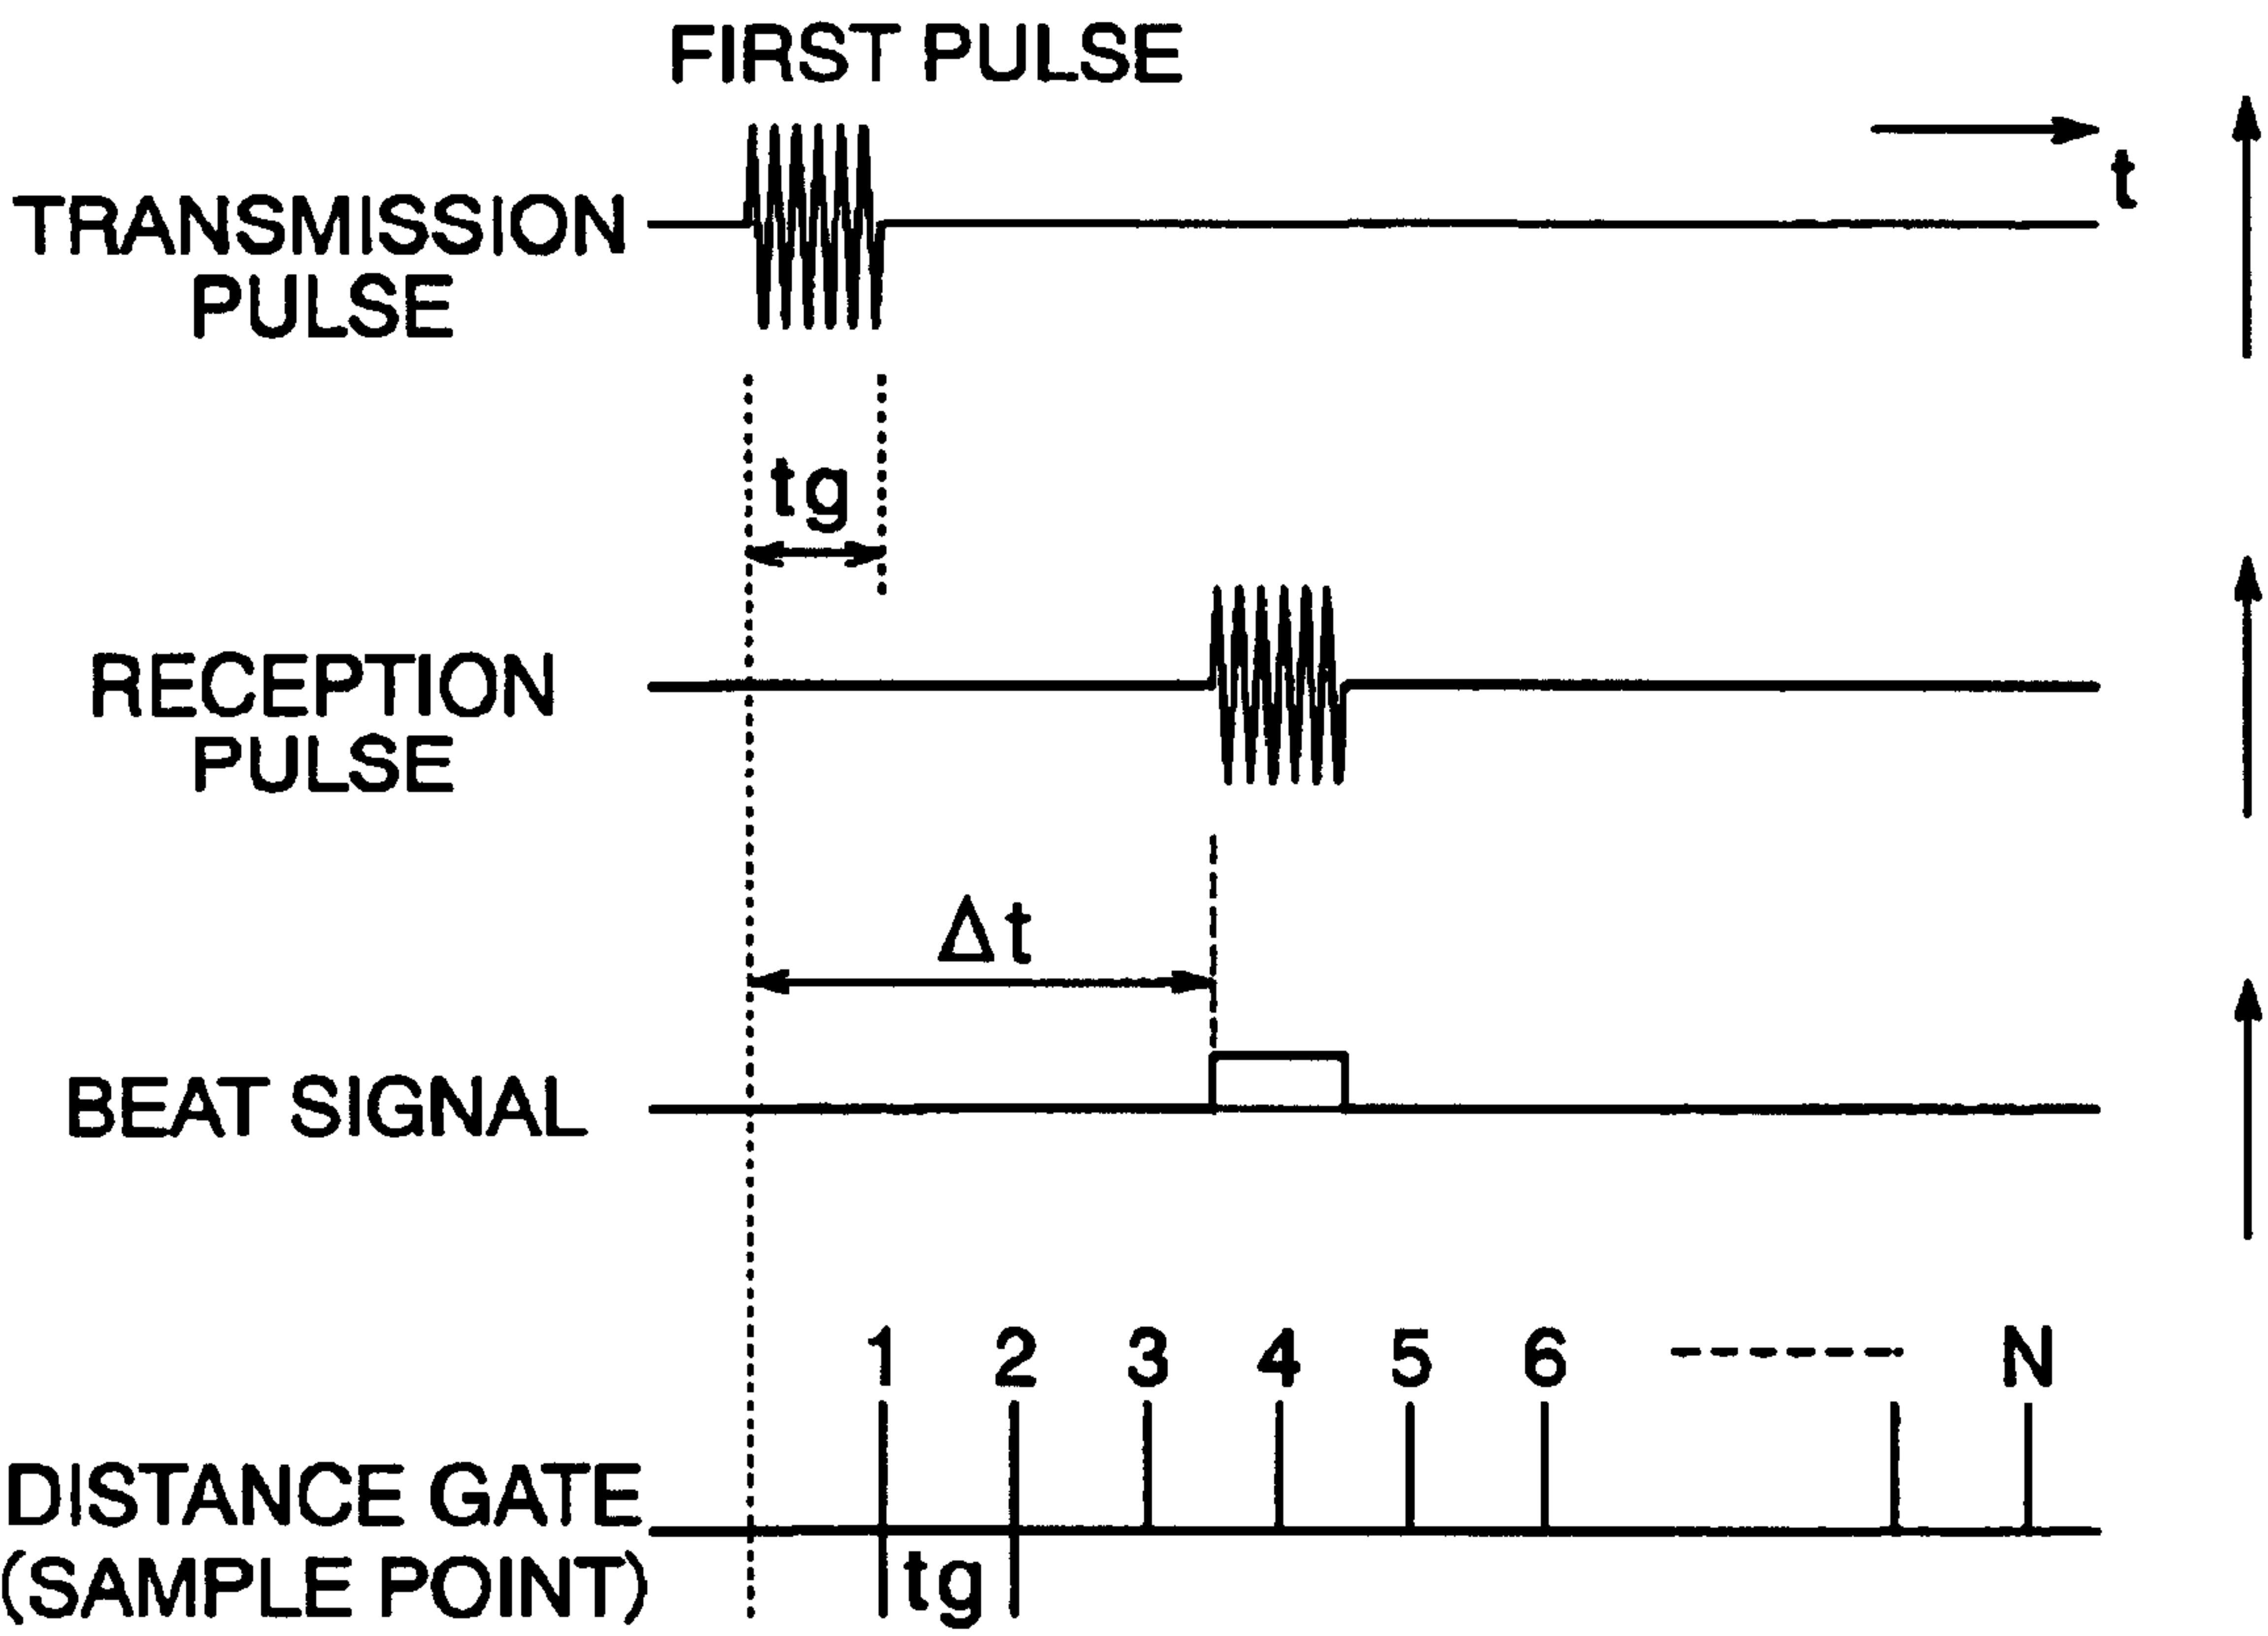 FIRST PULSE
t
TRANSMISSION
PULSE
tg
RECEPTION
PULSE
Δt
BEAT SIGNAL
1 2 3 4 5 6 ------ N
DISTANCE GATE
(SAMPLE POINT)
tg